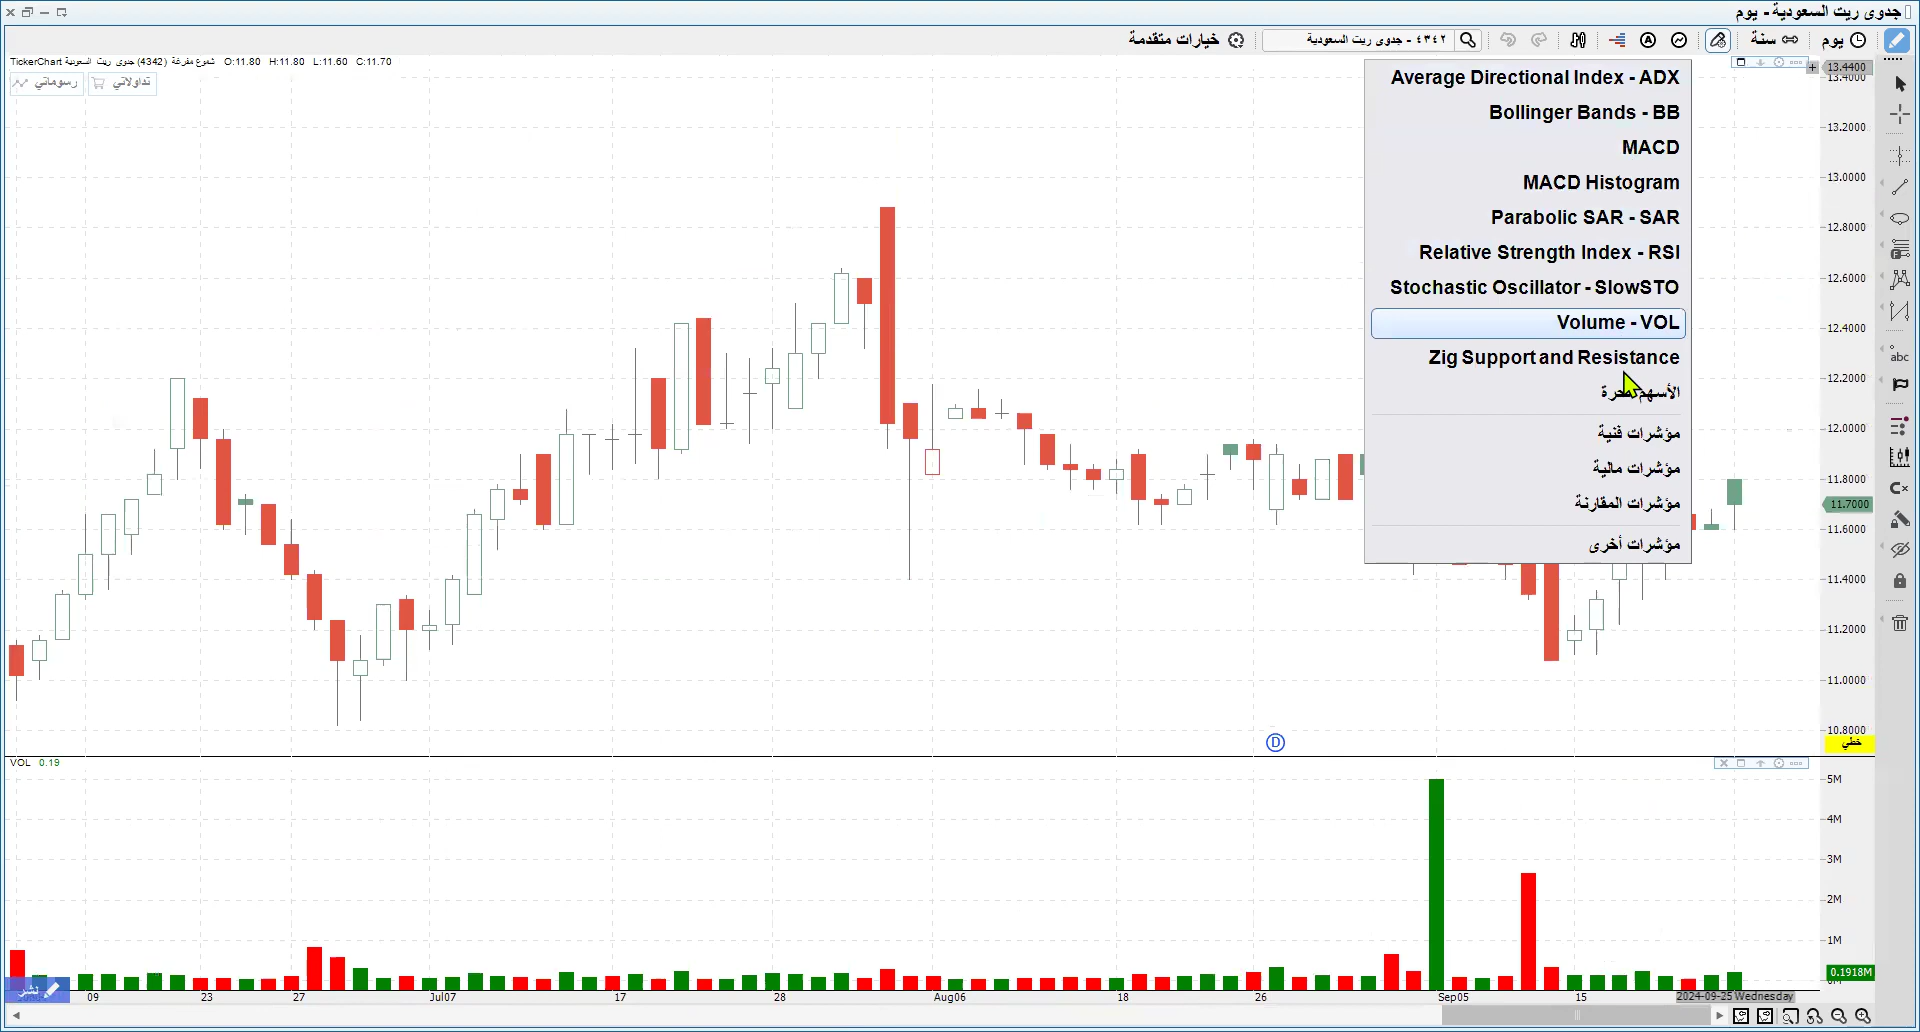 جدوى ريت السعودية - يوم
يوم
سنة
٤٣٤٢ - جدوى ريت السعودية
خيارات متقدمة
TickerChart شموع مفرغة (4342) جدوى ريت السعودية O:11.80 H:11.80 L:11.60 C:11.70
رسوماتي
تداولاتي
Average Directional Index - ADX
Bollinger Bands - BB
MACD
MACD Histogram
Parabolic SAR - SAR
Relative Strength Index - RSI
Stochastic Oscillator - SlowSTO
Volume - VOL
Zig Support and Resistance
الأسهم الحرة
مؤشرات فنية
مؤشرات مالية
مؤشرات المقارنة
مؤشرات أخرى
13.4400
13.4000
13.2000
13.0000
12.8000
12.6000
12.4000
12.2000
12.0000
11.8000
11.7000
11.6000
11.4000
11.2000
11.0000
10.8000
خطي
abc
D
VOL 0.19
5M
4M
3M
2M
1M
0.1918M
نشر
09
23
27
Jul07
17
28
Aug06
18
26
Sep05
15
2024-09-25 Wednesday